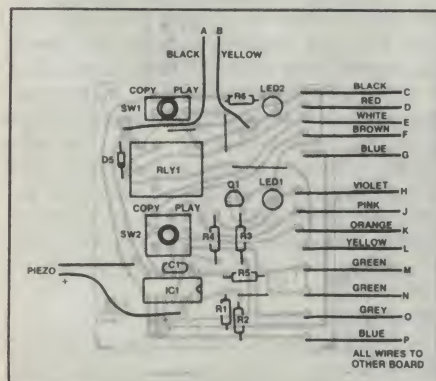 A B
BLACK YELLOW
COPY PLAY
SW1
R6
LED2
BLACK C
RED D
WHITE E
BROWN F
BLUE G
D5
RLY1
Q1
LED1
VIOLET H
PINK J
ORANGE K
YELLOW L
GREEN M
GREEN N
GREY O
BLUE P
COPY PLAY
SW2
R4
R3
C1
R5
PIEZO
+
IC1
R1
R2
+
ALL WIRES TO
OTHER BOARD